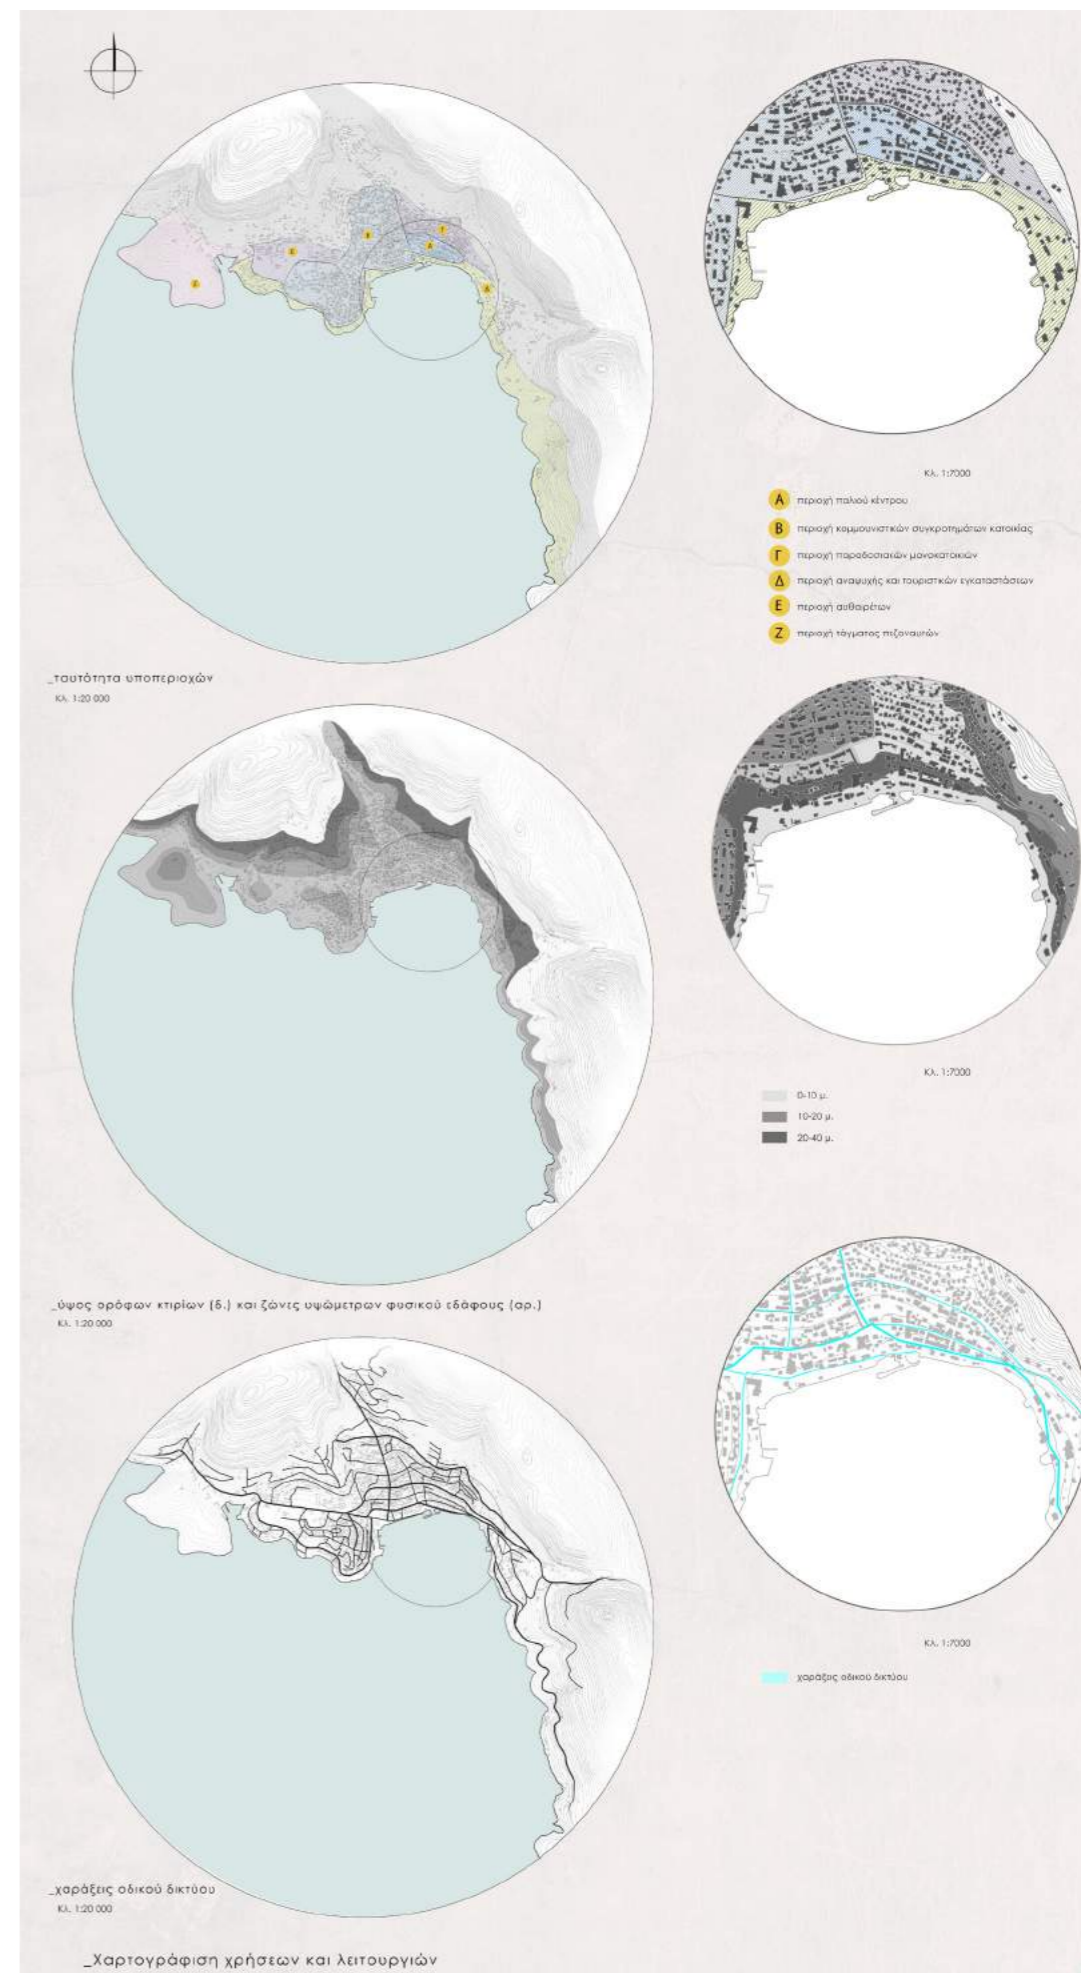 Κλ. 1:7000
Α περιοχή παλιού κέντρου
Β περιοχή κομμουνιστικών συγκροτημάτων κατοικίας
Γ περιοχή παραδοσιακών μονοκατοικιών
Δ περιοχή αναψυχής και τουριστικών εγκαταστάσεων
Ε περιοχή αυθαιρέτων
Ζ περιοχή τάγματος πεζοναυτών
Β
Γ
Α
Ε
Ζ
Δ
_ταυτότητα υποπεριοχών
Κλ. 1:20 000
Κλ. 1:7000
0-10 μ.
10-20 μ.
20-40 μ.
_ύψος ορόφων κτιρίων (δ.) και ζώνες υψώμετρων φυσικού εδάφους (αρ.)
Κλ. 1:20 000
Κλ. 1:7000
χαράξεις οδικού δικτύου
_χαράξεις οδικού δικτύου
Κλ. 1:20 000
_Χαρτογράφιση χρήσεων και λειτουργιών